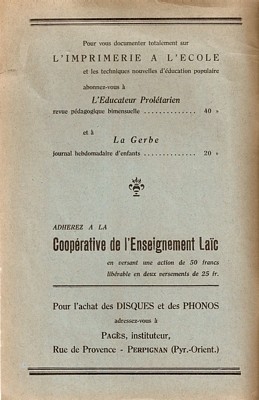 Pour vous documenter totalement sur
L'IMPRIMERIE A L'ECOLE
et les techniques nouvelles d'éducation populaire
abonnez-vous à
L'Educateur Prolétarien
revue pédagogique bimensuelle .............. 40 »
et à
La Gerbe
journal hebdomadaire d'enfants .............. 20 »
ADHEREZ A LA
Coopérative de l'Enseignement Laïc
en versant une action de 50 francs
libérable en deux versements de 25 fr.
Pour l'achat des DISQUES et des PHONOS
adressez-vous à
PAGÈS, instituteur,
Rue de Provence - PERPIGNAN (Pyr.-Orient.)